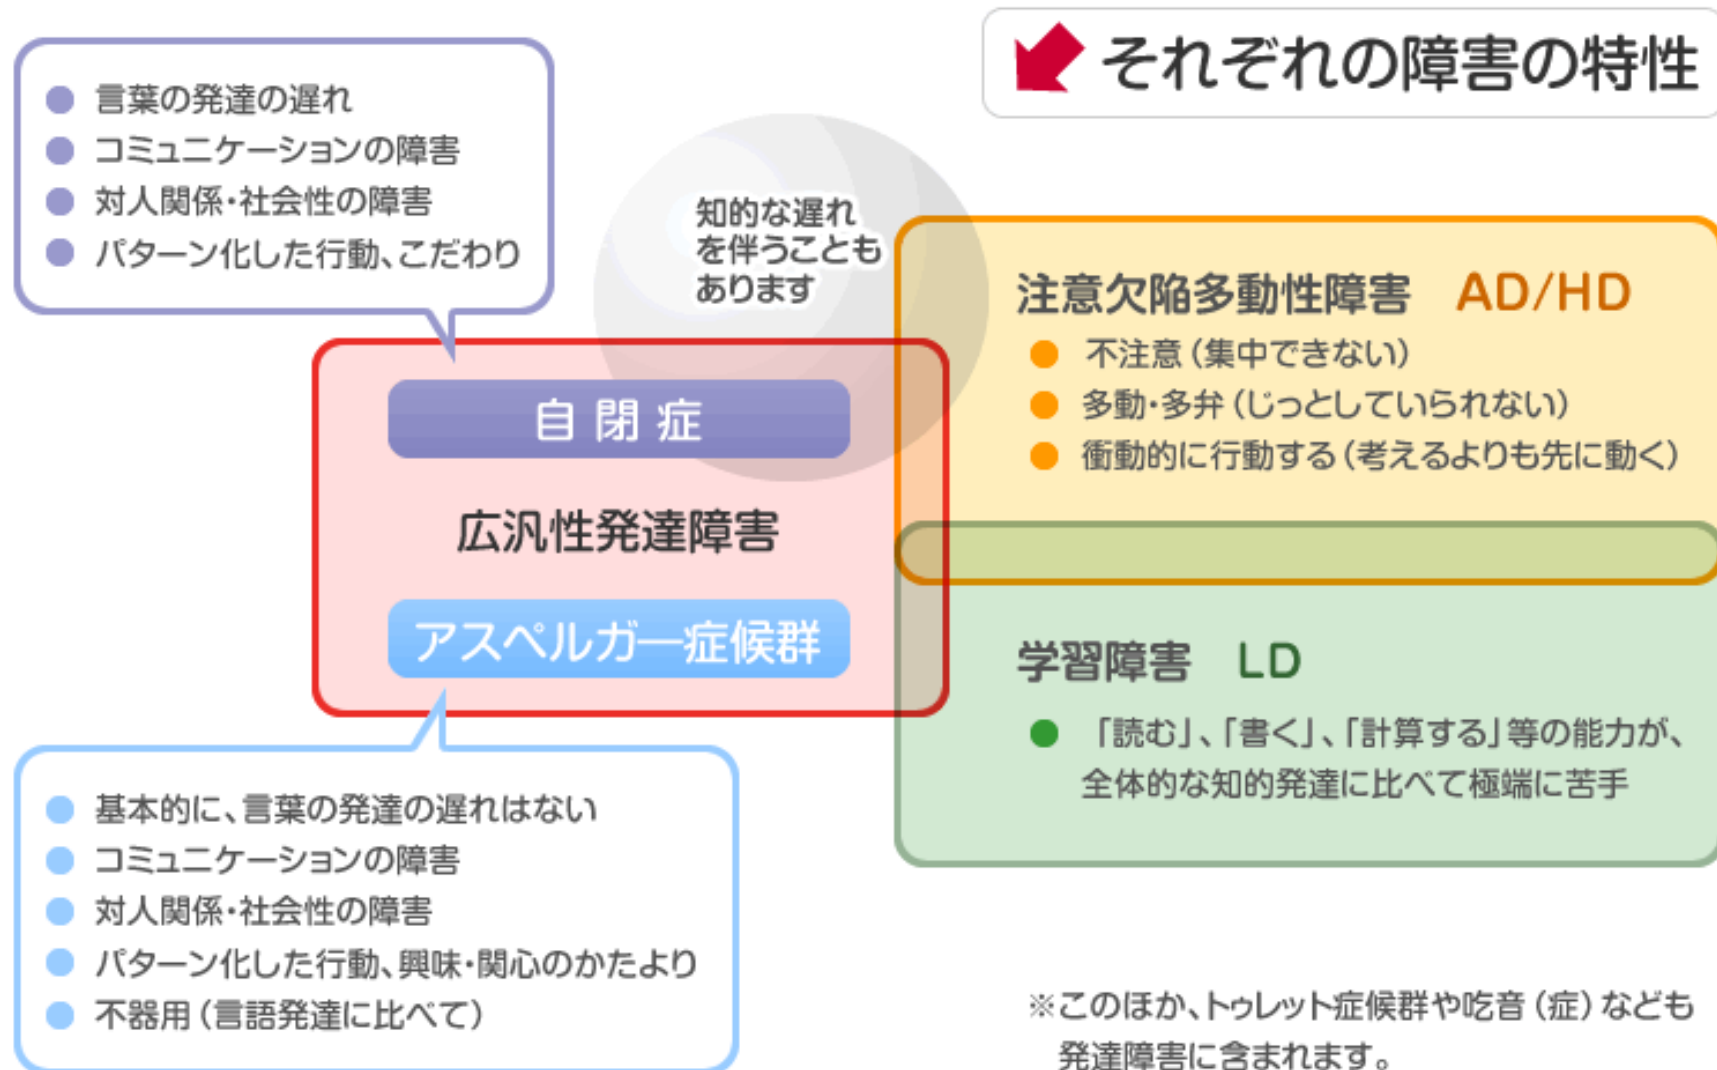 それぞれの障害の特性
● 言葉の発達の遅れ
● コミュニケーションの障害
● 対人関係・社会性の障害
● パターン化した行動、こだわり
知的な遅れ
を伴うことも
あります
自閉症
広汎性発達障害
アスペルガー症候群
● 基本的に、言葉の発達の遅れはない
● コミュニケーションの障害
● 対人関係・社会性の障害
● パターン化した行動、興味・関心のかたより
● 不器用（言語発達に比べて）
注意欠陥多動性障害 AD/HD
● 不注意（集中できない）
● 多動・多弁（じっとしていられない）
● 衝動的に行動する（考えるよりも先に動く）
学習障害 LD
● 「読む」、「書く」、「計算する」等の能力が、
全体的な知的発達に比べて極端に苦手
※このほか、トゥレット症候群や吃音（症）なども
発達障害に含まれます。